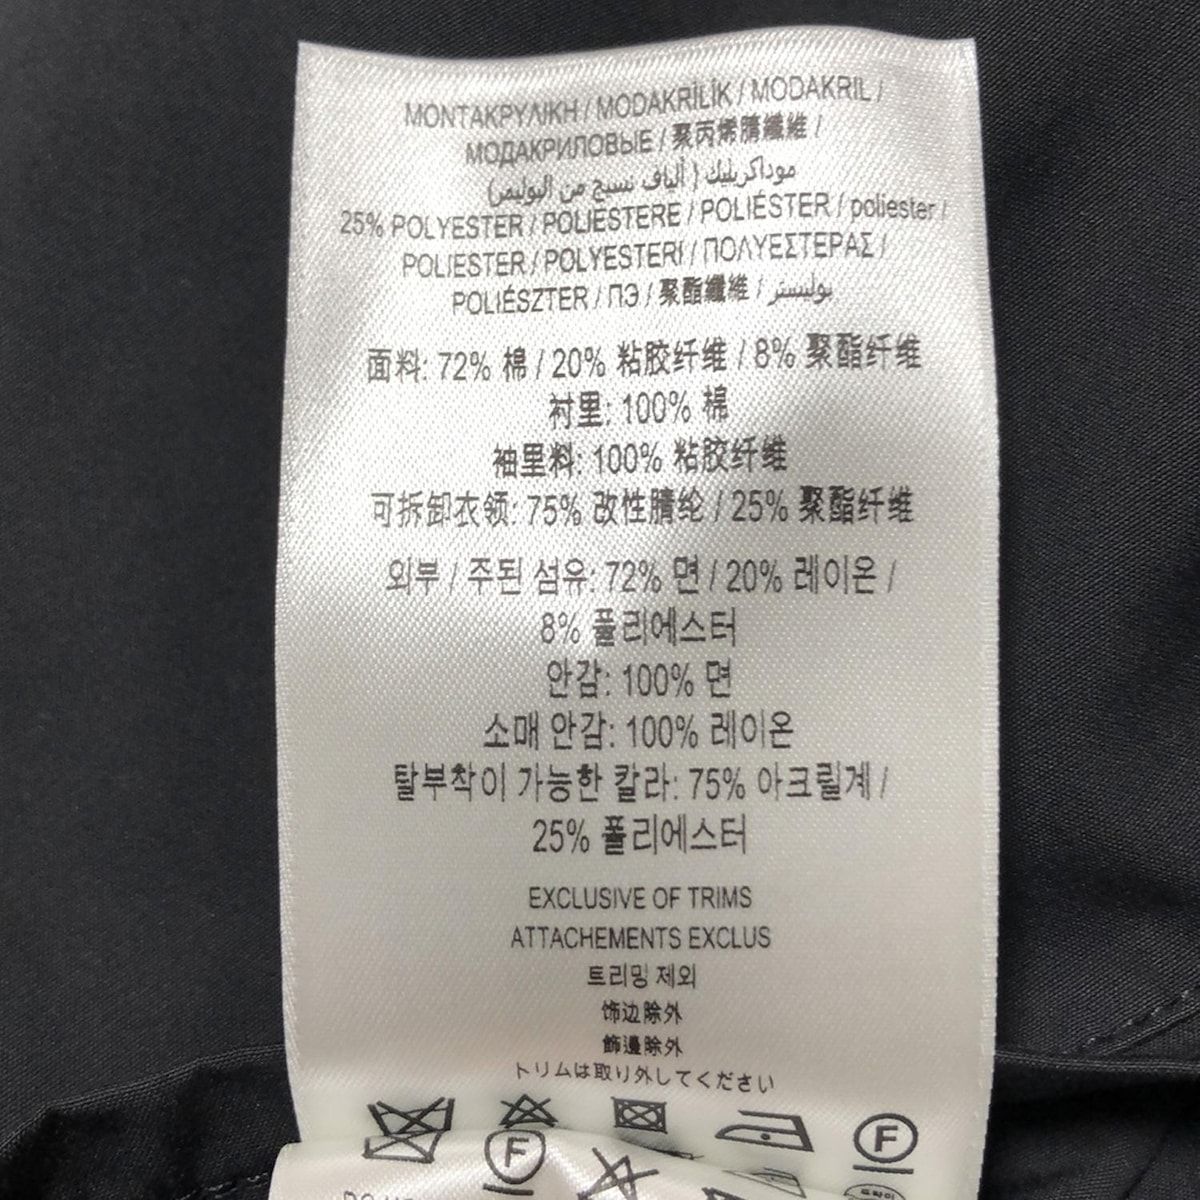 ΜΟΝΤΑΚΡΥΛΙΚΗ / MODAKRİLİK / MODAKRIL /
МОДАКРИЛОВЫЕ / 聚丙烯腈纖維 /
موداكريليك ( ألياف نسيج من البوليمر)
25% POLYESTER / POLIESTERE / POLIÉSTER / poliester /
POLIESTER / POLYESTERI / ΠΟΛΥΕΣΤΕΡΑΣ /
POLIÉSZTER / ПЭ / 聚酯纖維 / بوليستر
面料: 72% 棉 / 20% 粘胶纤维 / 8% 聚酯纤维
衬里: 100% 棉
袖里料: 100% 粘胶纤维
可拆卸衣领: 75% 改性腈纶 / 25% 聚酯纤维
외부 / 주된 섬유: 72% 면 / 20% 레이온 /
8% 폴리에스터
안감: 100% 면
소매 안감: 100% 레이온
탈부착이 가능한 칼라: 75% 아크릴계 /
25% 폴리에스터
EXCLUSIVE OF TRIMS
ATTACHEMENTS EXCLUS
트리밍 제외
饰边除外
飾邊除外
トリムは取り外してください
F
F